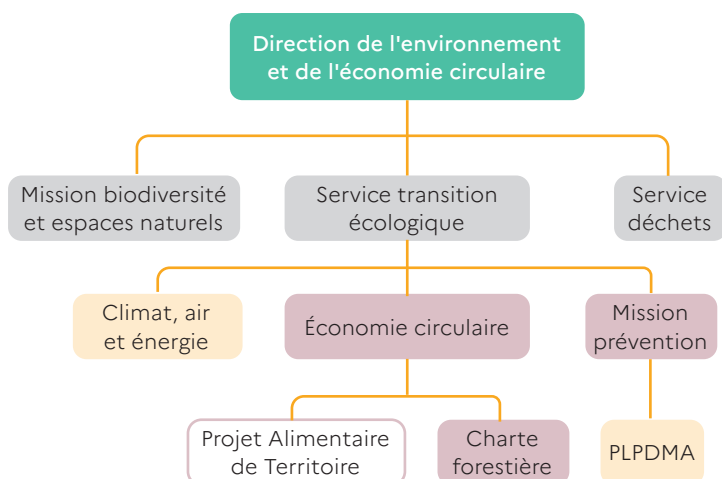 Direction de l'environnement
et de l'économie circulaire
Mission biodiversité
et espaces naturels
Service transition
écologique
Service
déchets
Climat, air
et énergie
Économie circulaire
Mission
prévention
Projet Alimentaire
de Territoire
Charte
forestière
PLPDMA